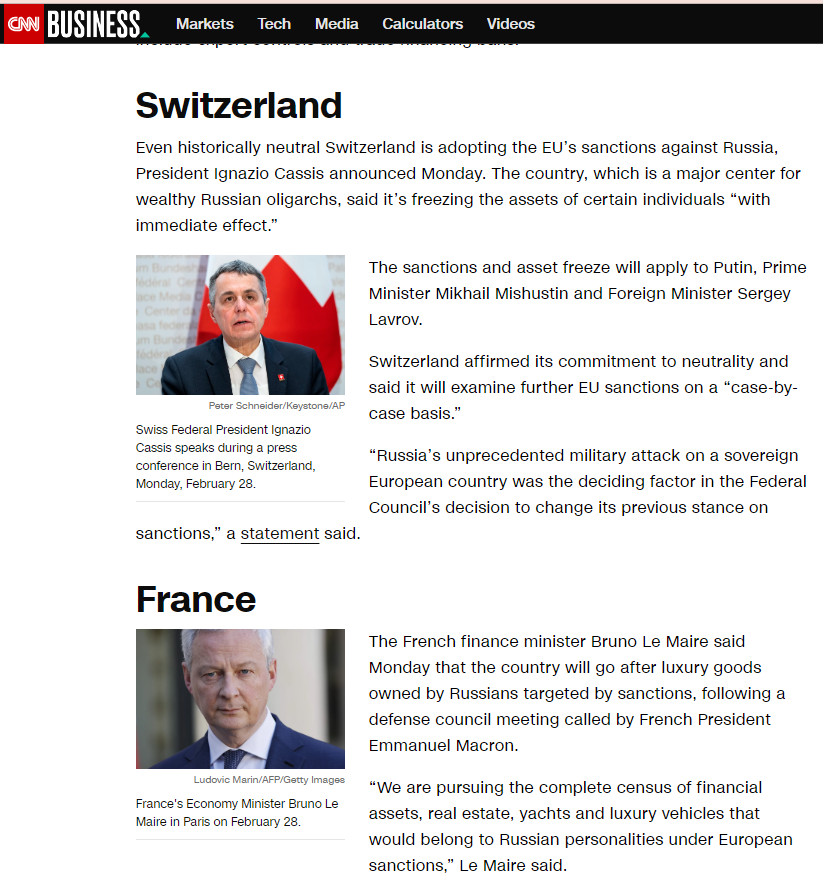 CNN BUSINESS Markets Tech Media Calculators Videos
include export controls and trade financing bans.
Switzerland
Even historically neutral Switzerland is adopting the EU’s sanctions against Russia,
President Ignazio Cassis announced Monday. The country, which is a major center for
wealthy Russian oligarchs, said it’s freezing the assets of certain individuals “with
immediate effect.”
The sanctions and asset freeze will apply to Putin, Prime
Minister Mikhail Mishustin and Foreign Minister Sergey
Lavrov.
Switzerland affirmed its commitment to neutrality and
said it will examine further EU sanctions on a “case-by-
case basis.”
“Russia’s unprecedented military attack on a sovereign
European country was the deciding factor in the Federal
Council’s decision to change its previous stance on
sanctions,” a statement said.
Peter Schneider/Keystone/AP
Swiss Federal President Ignazio
Cassis speaks during a press
conference in Bern, Switzerland,
Monday, February 28.
France
The French finance minister Bruno Le Maire said
Monday that the country will go after luxury goods
owned by Russians targeted by sanctions, following a
defense council meeting called by French President
Emmanuel Macron.
“We are pursuing the complete census of financial
assets, real estate, yachts and luxury vehicles that
would belong to Russian personalities under European
sanctions,” Le Maire said.
Ludovic Marin/AFP/Getty Images
France's Economy Minister Bruno Le
Maire in Paris on February 28.